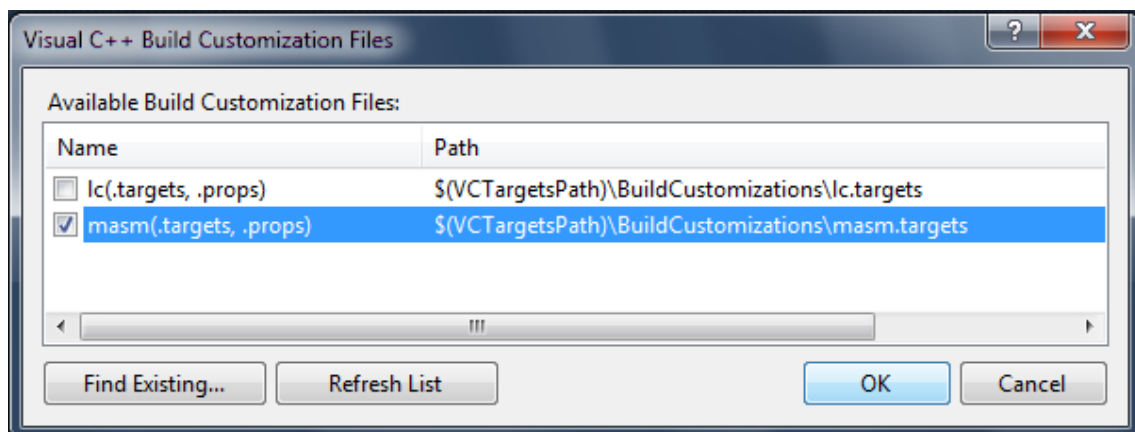 Visual C++ Build Customization Files
?
Available Build Customization Files:
Name Path
lc(.targets, .props) $(VCTargetsPath)\BuildCustomizations\lc.targets
masm(.targets, .props) $(VCTargetsPath)\BuildCustomizations\masm.targets
Find Existing... Refresh List OK Cancel